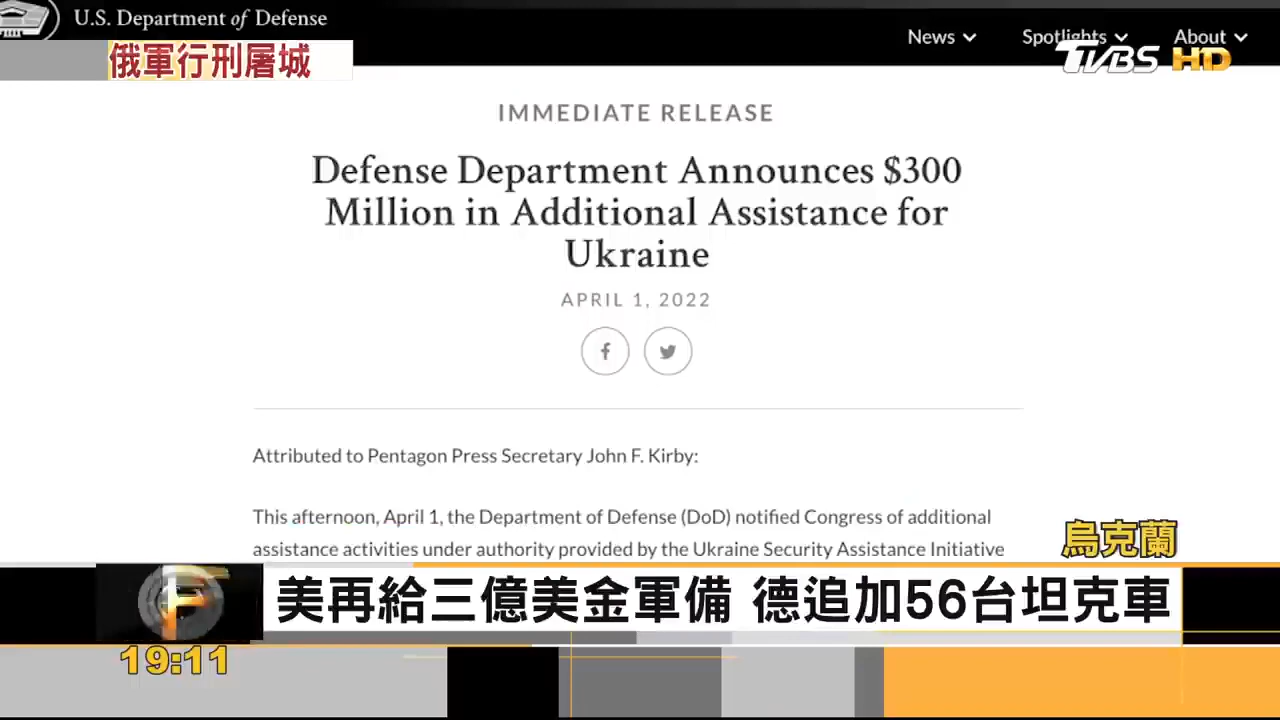 U.S. Department of Defense
News
Spotlights
About
俄軍行刑屠城
TVBS HD
IMMEDIATE RELEASE
Defense Department Announces $300
Million in Additional Assistance for
Ukraine
APRIL 1, 2022
Attributed to Pentagon Press Secretary John F. Kirby:
This afternoon, April 1, the Department of Defense (DoD) notified Congress of additional
assistance activities under authority provided by the Ukraine Security Assistance Initiative
烏克蘭
美再給三億美金軍備 德追加56台坦克車
19:11